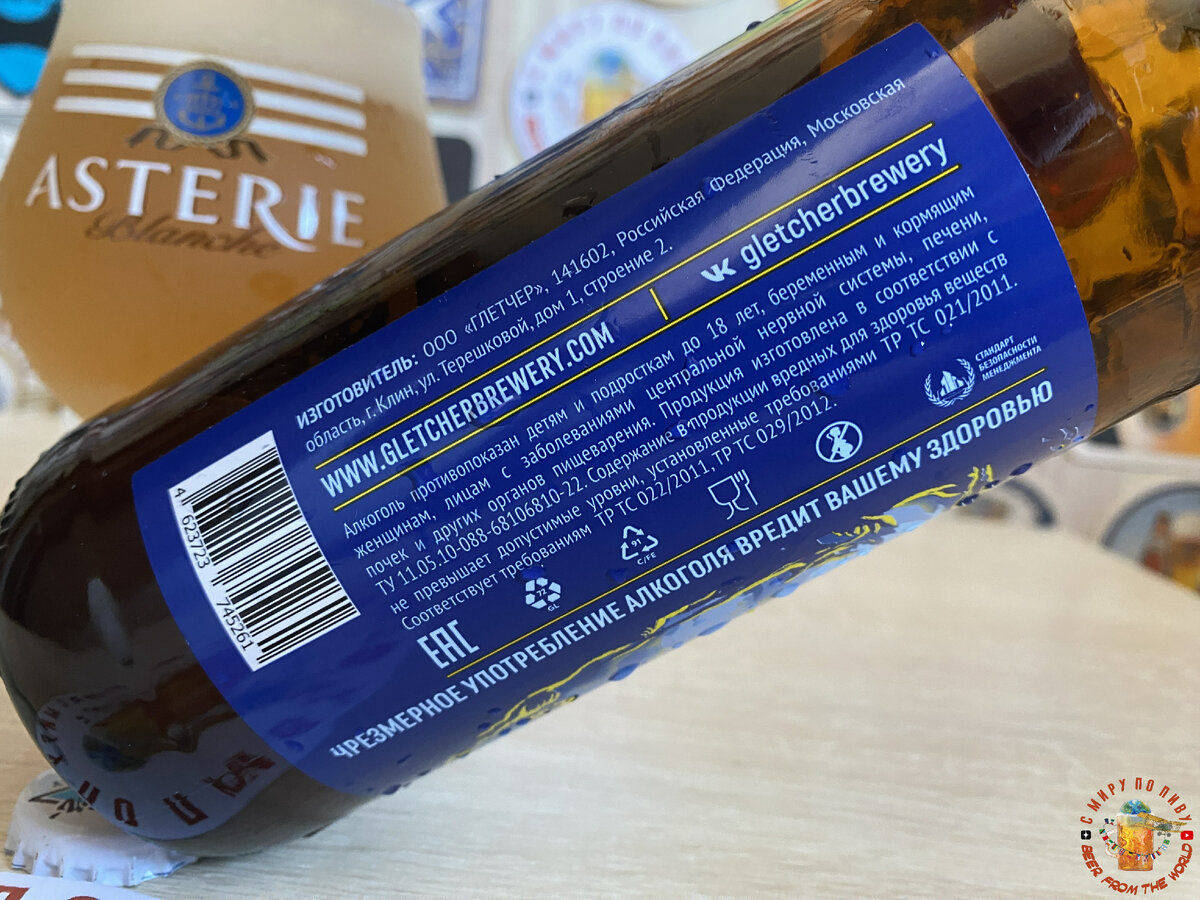 ASTERIE
Blanche
ИЗГОТОВИТЕЛЬ: ООО «ГЛЕТЧЕР», 141602, Российская Федерация, Московская
область, г. Клин, ул. Терешковой, дом 1, строение 2.
WWW.GLETCHERBREWERY.COM | VK gletcherbrewery
Алкоголь противопоказан детям и подросткам до 18 лет, беременным и кормящим
женщинам, лицам с заболеваниями центральной нервной системы, печени,
почек и других органов пищеварения. Продукция изготовлена в соответствии с
ТУ 11.05.10-088-68106810-22. Содержание в продукции вредных для здоровья веществ
не превышает допустимые уровни, установленные требованиями ТР ТС 021/2011.
Соответствует требованиям ТР ТС 022/2011, ТР ТС 029/2012.
4 623723 745261
ЕАС
72
GL
91
C/FE
СТАНДАРТ
БЕЗОПАСНОСТИ
МЕНЕДЖМЕНТА
ЧРЕЗМЕРНОЕ УПОТРЕБЛЕНИЕ АЛКОГОЛЯ ВРЕДИТ ВАШЕМУ ЗДОРОВЬЮ
С МИРУ ПО ПИВУ
BEER FROM THE WORLD